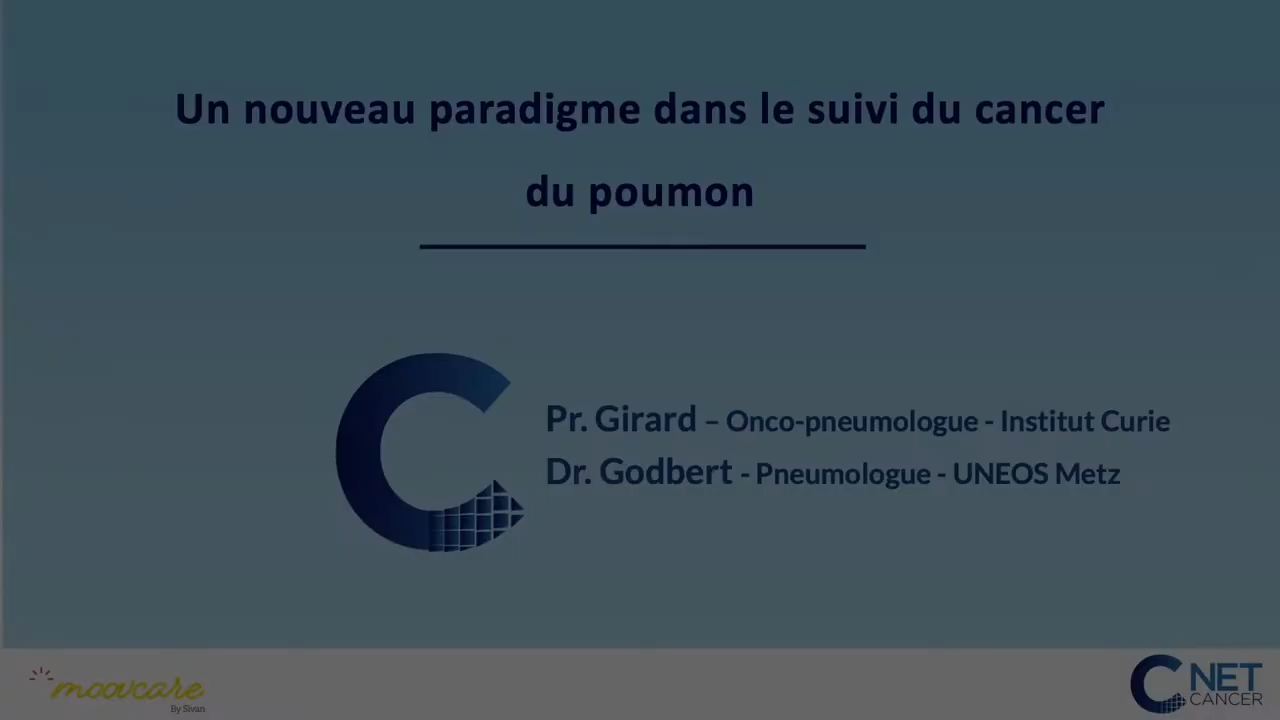 Un nouveau paradigme dans le suivi du cancer
du poumon
Pr. Girard – Onco-pneumologue - Institut Curie
Dr. Godbert - Pneumologue - UNEOS Metz
moovcare
By Sivan
C NET
CANCER